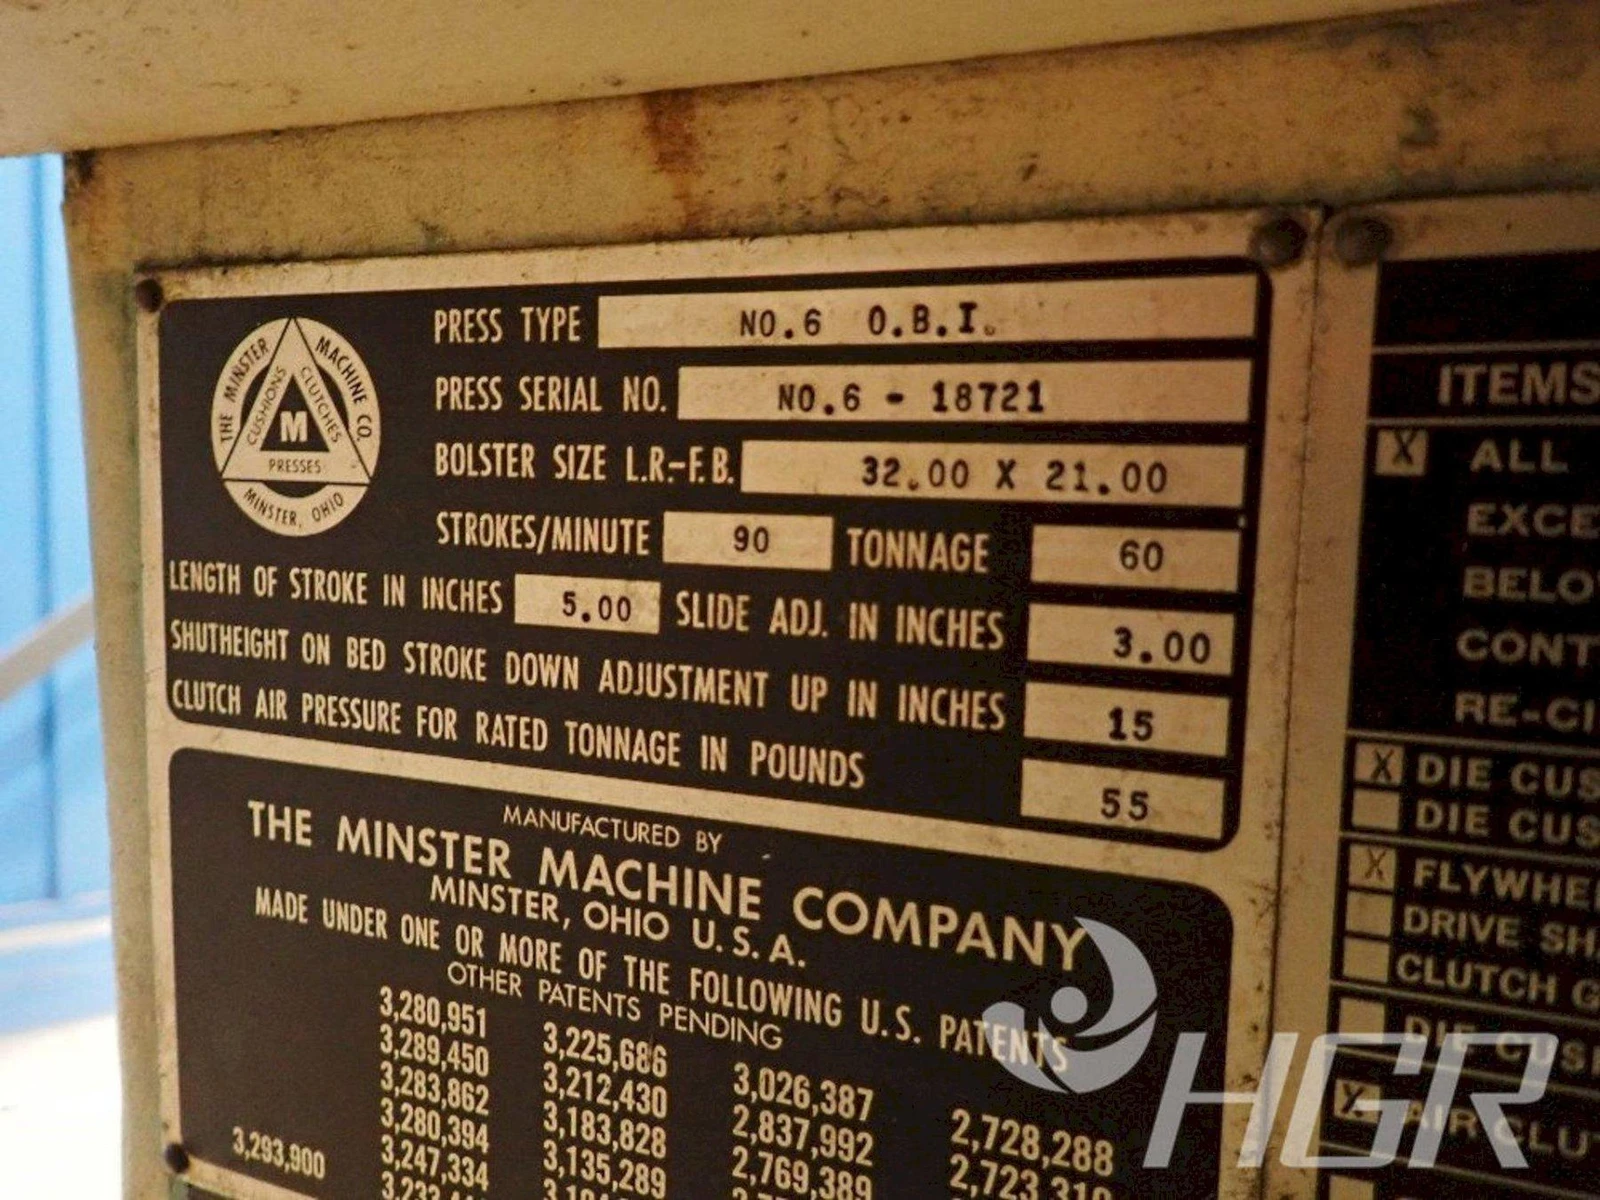 THE MINSTER MACHINE CO.
CUSHIONS CLUTCHES
M
PRESSES
MINSTER, OHIO
PRESS TYPE NO.6 O.B.I.
PRESS SERIAL NO. NO.6 - 18721
BOLSTER SIZE L.R.-F.B. 32.00 X 21.00
STROKES/MINUTE 90 TONNAGE 60
LENGTH OF STROKE IN INCHES 5.00 SLIDE ADJ. IN INCHES 3.00
SHUTHEIGHT ON BED STROKE DOWN ADJUSTMENT UP IN INCHES 15
CLUTCH AIR PRESSURE FOR RATED TONNAGE IN POUNDS 55
MANUFACTURED BY
THE MINSTER MACHINE COMPANY
MINSTER, OHIO U.S.A.
MADE UNDER ONE OR MORE OF THE FOLLOWING U.S. PATENTS
OTHER PATENTS PENDING
3,280,951 3,225,686 3,026,387 2,728,288
3,289,450 3,212,430 2,837,992 2,723,310
3,283,862 3,183,828 2,769,389
3,280,394 3,135,289
3,293,900 3,247,334
ITEMS
X ALL
EXCE
BELO
CONT
RE-CI
X DIE CUS
DIE CUS
X FLYWHE
DRIVE SH
CLUTCH G
DIE CUS
X AIR CLU
HGR